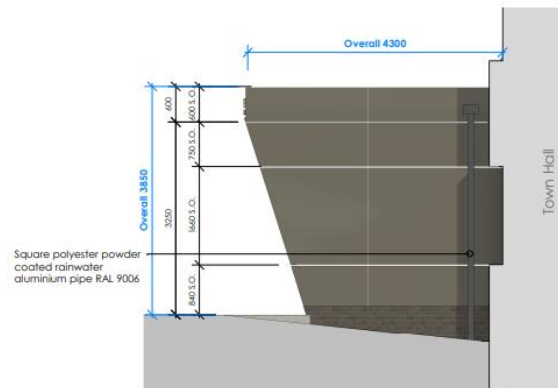 Overall 4300
600
600 S.O.
750 S.O.
Overall 3850
3250
1660 S.O.
840 S.O.
Square polyester powder
coated rainwater
aluminium pipe RAL 9006
Town Hall